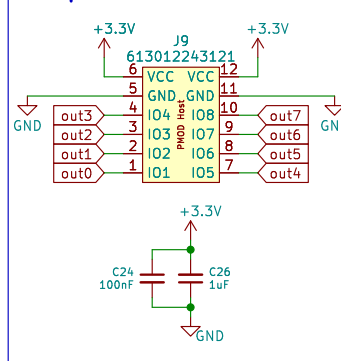 +3.3V +3.3V
J9
613012243121
6 VCC VCC 12
5 GND GND 11
GND GN
out3 4 IO4 IO8 10 out7
out2 3 IO3 IO7 9 out6
out1 2 IO2 IO6 8 out5
out0 1 IO1 IO5 7 out4
PMOD Host
+3.3V
C24 C26
100nF 1uF
GND